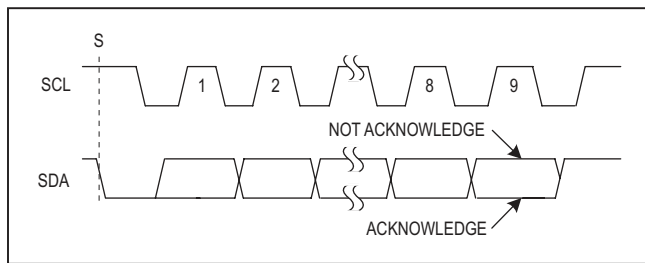 S
SCL 1 2 8 9
NOT ACKNOWLEDGE
SDA
ACKNOWLEDGE